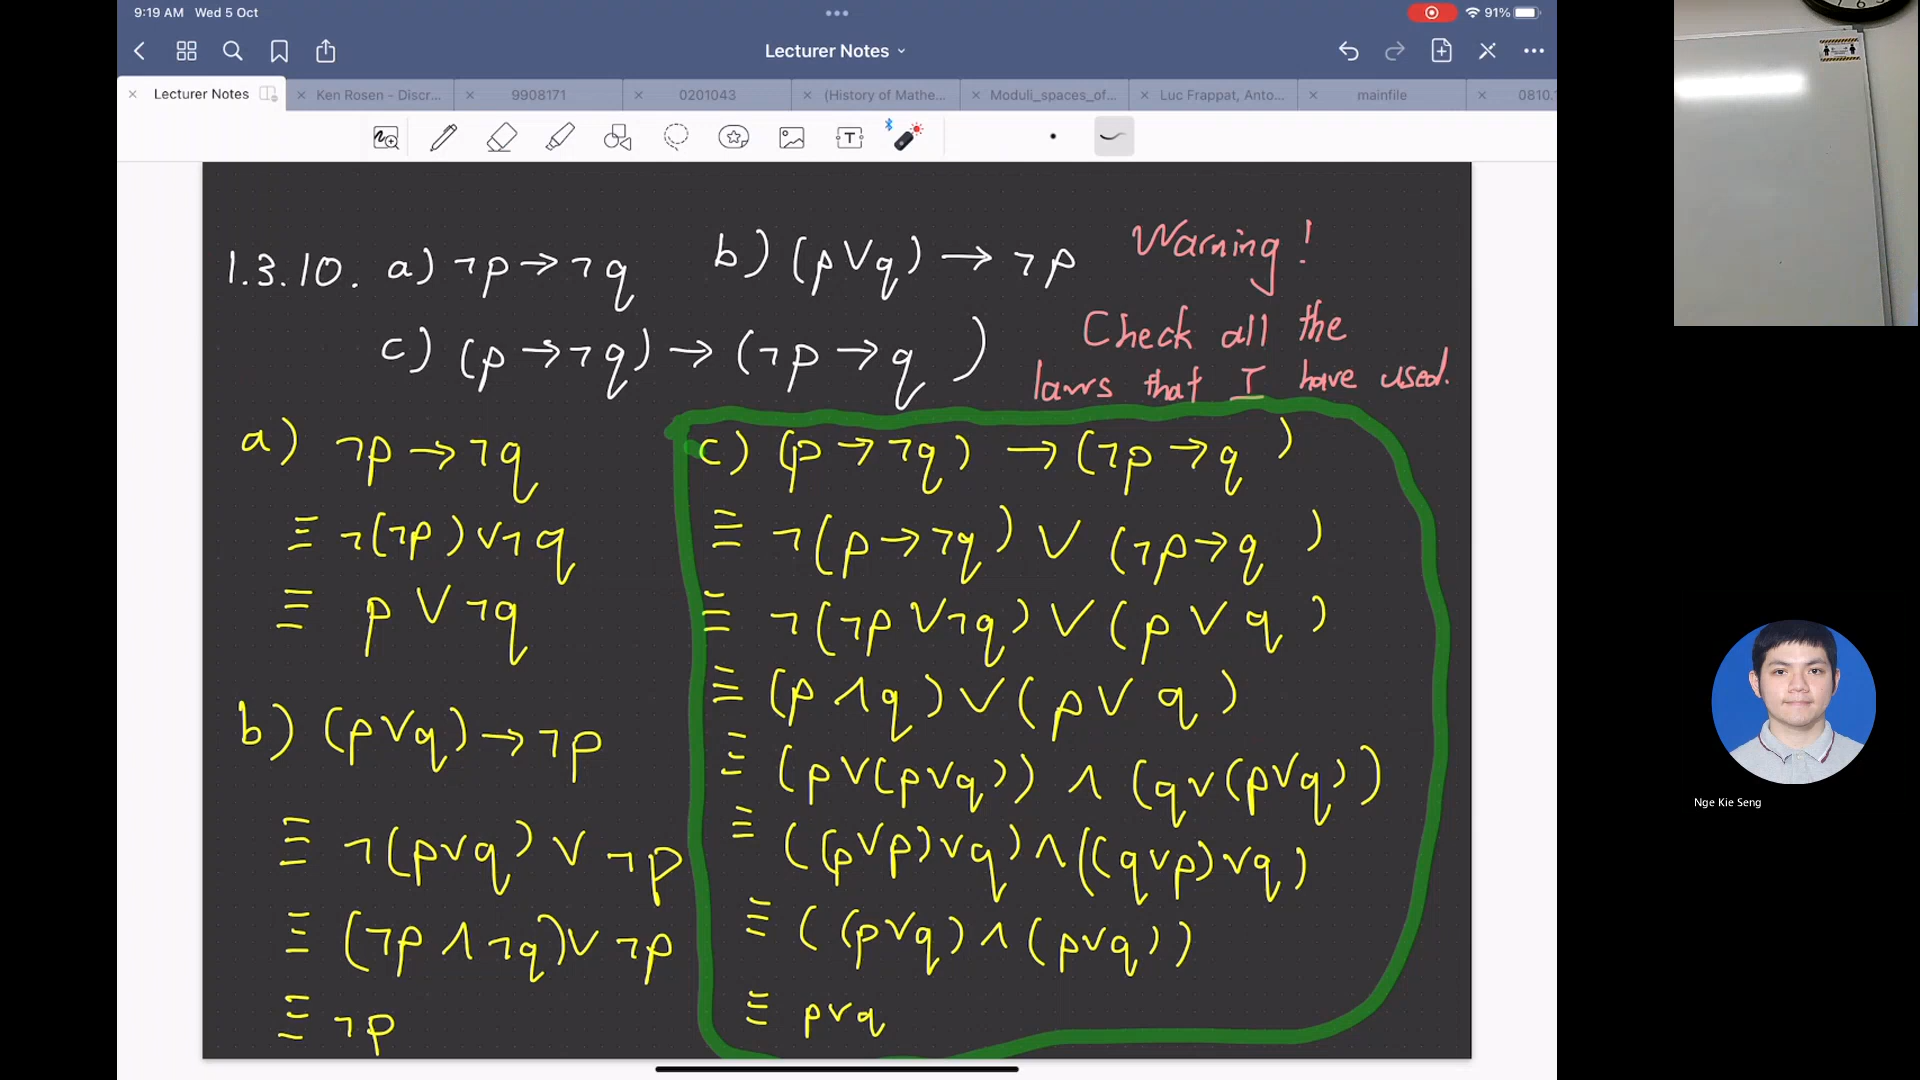 9:19 AM Wed 5 Oct
91%
Lecturer Notes
Lecturer Notes
Ken Rosen - Discr...
9908171
0201043
(History of Mathe...
Moduli_spaces_of...
Luc Frappat, Anto...
mainfile
0810.1
1.3.10. a) ¬p → ¬q b) (p ∨ q) → ¬p
c) (p → ¬q) → (¬p → q)
Warning!
Check all the
laws that I have used.
a) ¬p → ¬q
≡ ¬(¬p) ∨ ¬q
≡ p ∨ ¬q
b) (p ∨ q) → ¬p
≡ ¬(p ∨ q) ∨ ¬p
≡ (¬p ∧ ¬q) ∨ ¬p
≡ ¬p
c) (p → ¬q) → (¬p → q)
≡ ¬(p → ¬q) ∨ (¬p → q)
≡ ¬(¬p ∨ ¬q) ∨ (p ∨ q)
≡ (p ∧ q) ∨ (p ∨ q)
≡ (p ∨ (p ∨ q)) ∧ (q ∨ (p ∨ q))
≡ ((p ∨ p) ∨ q) ∧ ((q ∨ p) ∨ q)
≡ ((p ∨ q) ∧ (p ∨ q))
≡ p ∨ q
Nge Kie Seng